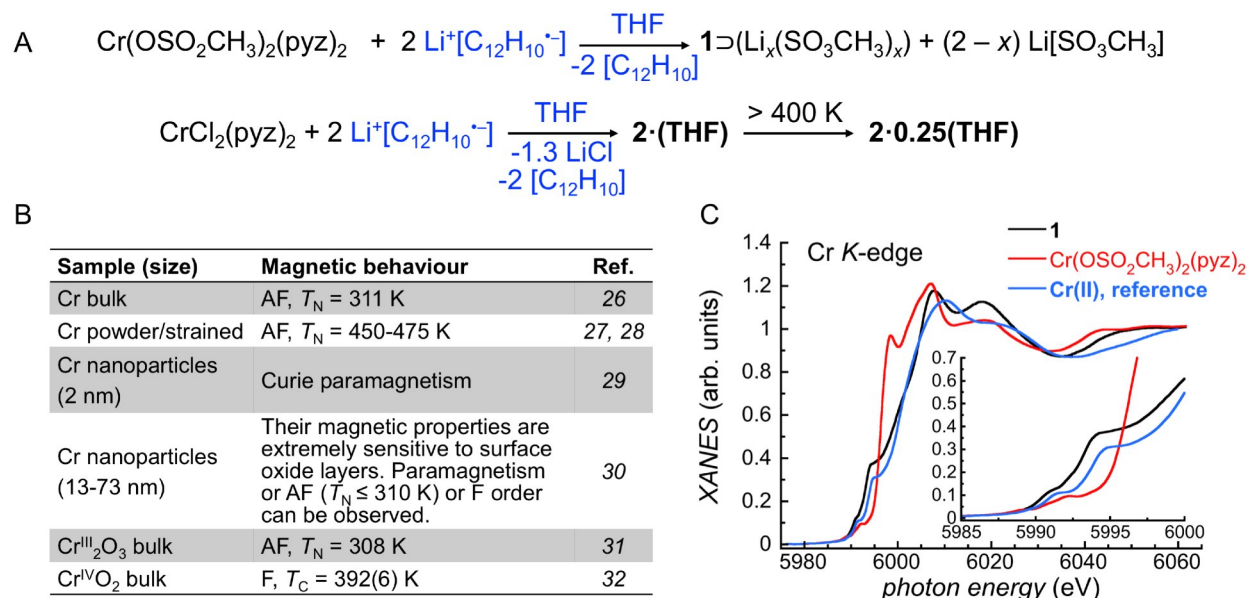 A
Cr(OSO₂CH₃)₂(pyz)₂ + 2 Li⁺[C₁₂H₁₀•⁻] THF -2 [C₁₂H₁₀] 1⊃(Liₓ(SO₃CH₃)ₓ) + (2 – x) Li[SO₃CH₃]
CrCl₂(pyz)₂ + 2 Li⁺[C₁₂H₁₀•⁻] THF -1.3 LiCl -2 [C₁₂H₁₀] 2·(THF) > 400 K 2·0.25(THF)
B
Sample (size) Magnetic behaviour Ref.
Cr bulk AF, T_N = 311 K 26
Cr powder/strained AF, T_N = 450-475 K 27, 28
Cr nanoparticles
(2 nm) Curie paramagnetism 29
Cr nanoparticles
(13-73 nm)
Their magnetic properties are
extremely sensitive to surface
oxide layers. Paramagnetism
or AF (T_N ≤ 310 K) or F order
can be observed.
30
Crᴵᴵᴵ₂O₃ bulk AF, T_N = 308 K 31
CrᴵⱽO₂ bulk F, T_C = 392(6) K 32
C
Cr K-edge
1
Cr(OSO₂CH₃)₂(pyz)₂
Cr(II), reference
XANES (arb. units)
1.4
1.2
1
0.8
0.6
0.4
0.2
0
5980 6000 6020 6040 6060
photon energy (eV)
0.7
0.6
0.5
0.4
0.3
0.2
0.1
0
5985 5990 5995 6000